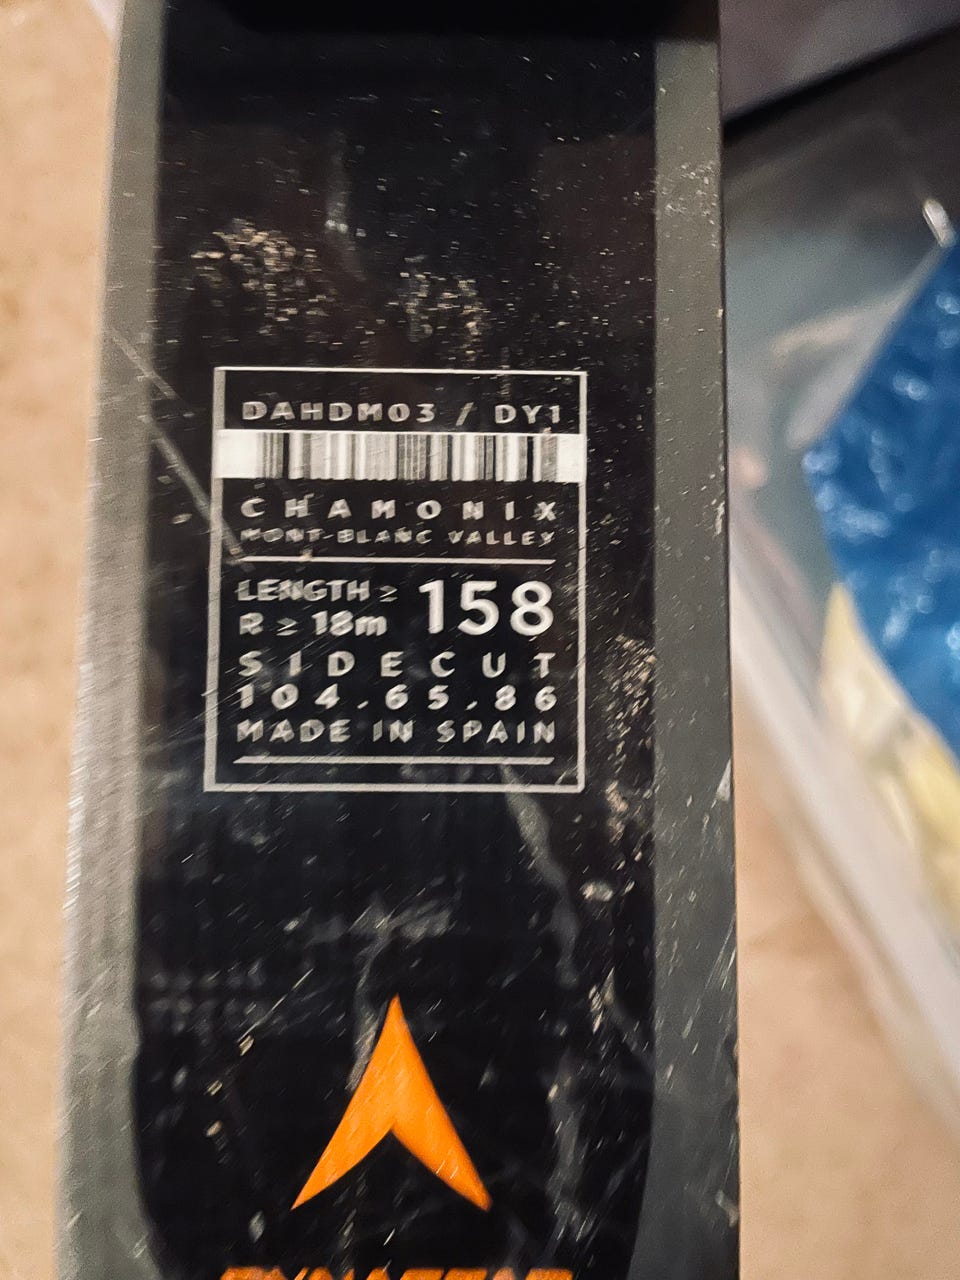 DAHDM03 / DY1
CHAMONIX
MONT-BLANC VALLEY
LENGTH ≥ 158
R ≥ 18m
SIDECUT
104.65.86
MADE IN SPAIN